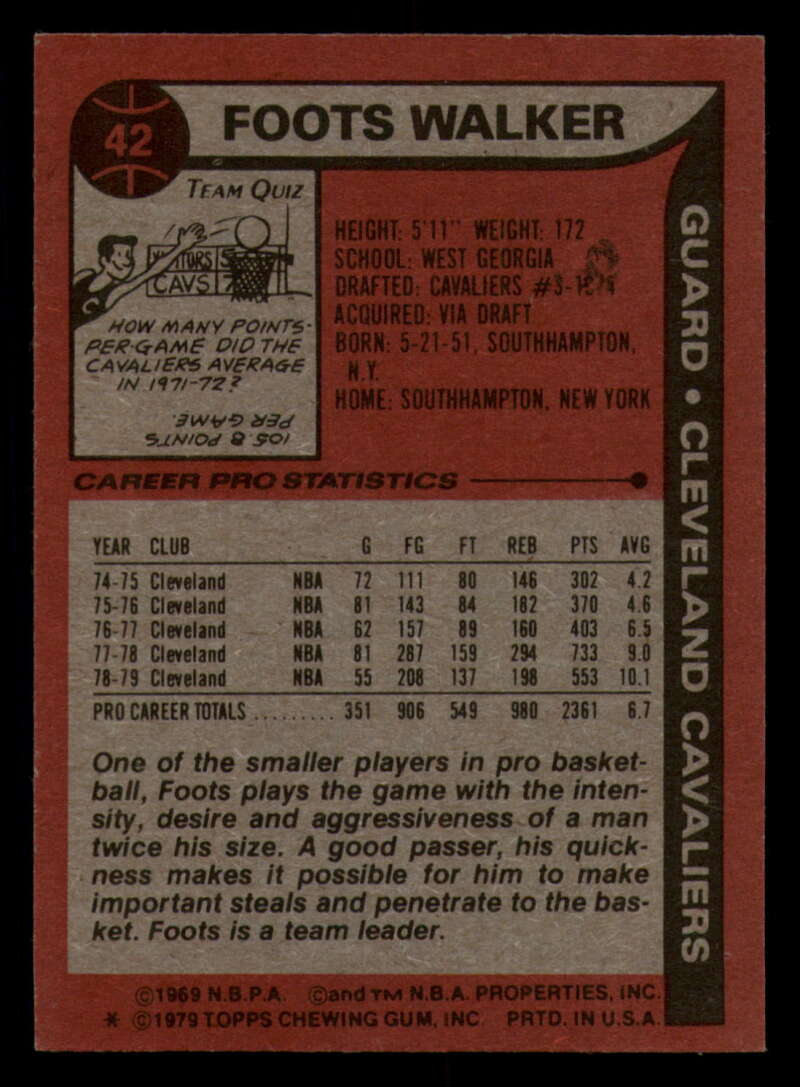 42
FOOTS WALKER
TEAM QUIZ
VISITORS 5
CAVS 7
HOW MANY POINTS-
PER-GAME DID THE
CAVALIERS AVERAGE
IN 1971-72?
105.8 POINTS
PER GAME.
HEIGHT: 5'11" WEIGHT: 172
SCHOOL: WEST GEORGIA
DRAFTED: CAVALIERS #3-1974
ACQUIRED: VIA DRAFT
BORN: 5-21-51, SOUTHHAMPTON,
N.Y.
HOME: SOUTHHAMPTON, NEW YORK
GUARD • CLEVELAND CAVALIERS
CAREER PRO STATISTICS
YEAR CLUB G FG FT REB PTS AVG
74-75 Cleveland NBA 72 111 80 146 302 4.2
75-76 Cleveland NBA 81 143 84 182 370 4.6
76-77 Cleveland NBA 62 157 89 160 403 6.5
77-78 Cleveland NBA 81 287 159 294 733 9.0
78-79 Cleveland NBA 55 208 137 198 553 10.1
PRO CAREER TOTALS ......... 351 906 549 980 2361 6.7
One of the smaller players in pro basket-
ball, Foots plays the game with the inten-
sity, desire and aggressiveness of a man
twice his size. A good passer, his quick-
ness makes it possible for him to make
important steals and penetrate to the bas-
ket. Foots is a team leader.
©1969 N.B.P.A. ©and TM N.B.A. PROPERTIES, INC.
* ©1979 TOPPS CHEWING GUM, INC. PRTD. IN U.S.A.